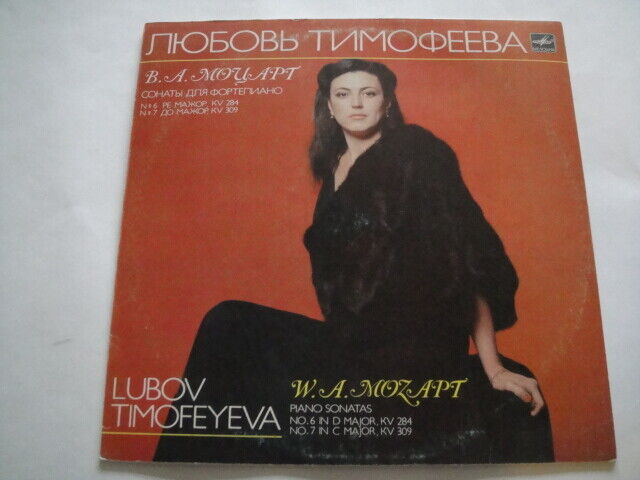 ЛЮБОВЬ ТИМОФЕЕВА
В.А.МОЦАРТ
СОНАТЫ ДЛЯ ФОРТЕПИАНО
№ 6 РЕ МАЖОР, KV 284
№ 7 ДО МАЖОР, KV 309
LUBOV
TIMOFEYEVA
W.A.MOZAPT
PIANO SONATAS
NO. 6 IN D MAJOR, KV 284
NO. 7 IN C MAJOR, KV 309